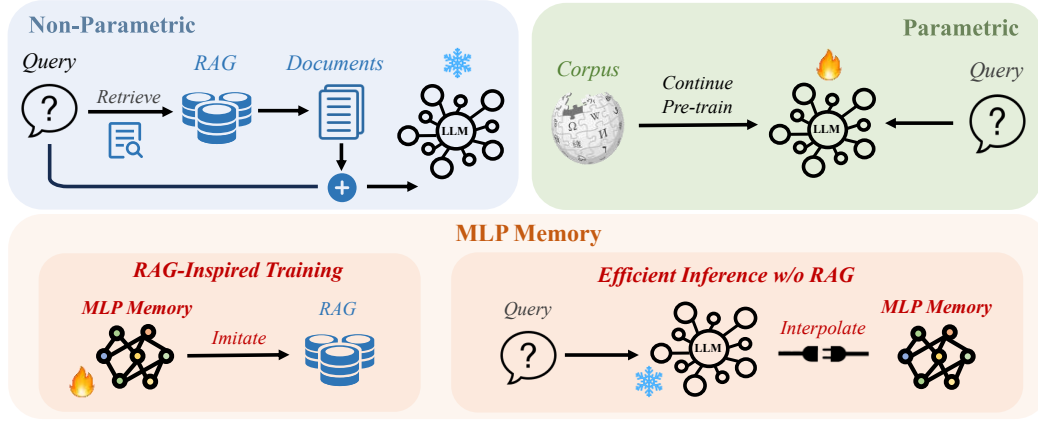 Non-Parametric
Query
RAG
Documents
?
Retrieve
LLM
+
Parametric
Corpus
Continue
Pre-train
Query
LLM
?
MLP Memory
RAG-Inspired Training
MLP Memory
RAG
Imitate
Efficient Inference w/o RAG
Query
MLP Memory
Interpolate
?
LLM